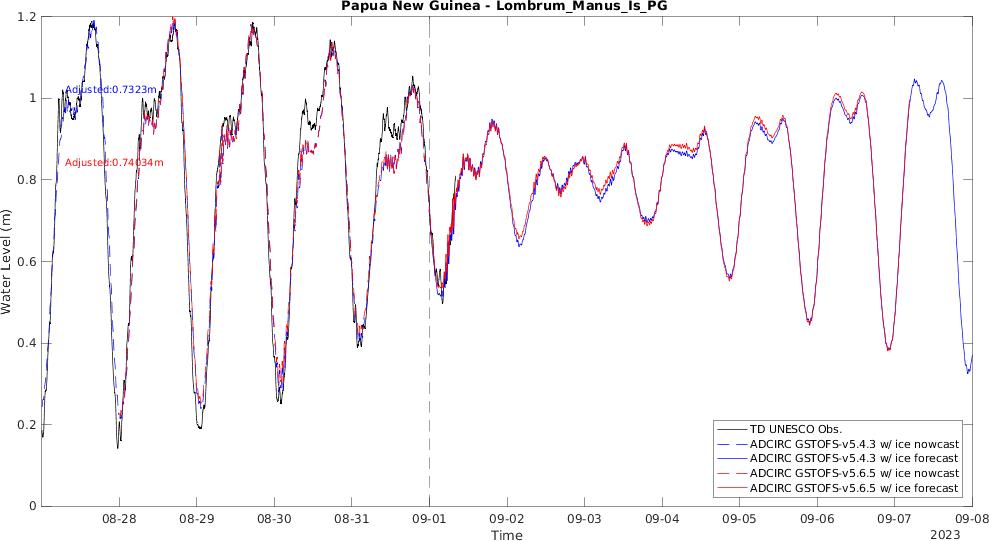 Papua New Guinea - Lombrum_Manus_Is_PG
1.2
1
0.8
0.6
0.4
0.2
0
Water Level (m)
Adjusted:0.7323m
Adjusted:0.74034m
TD UNESCO Obs.
ADCIRC GSTOFS-v5.4.3 w/ ice nowcast
ADCIRC GSTOFS-v5.4.3 w/ ice forecast
ADCIRC GSTOFS-v5.6.5 w/ ice nowcast
ADCIRC GSTOFS-v5.6.5 w/ ice forecast
08-28 08-29 08-30 08-31 09-01 09-02 09-03 09-04 09-05 09-06 09-07 09-08
Time
2023